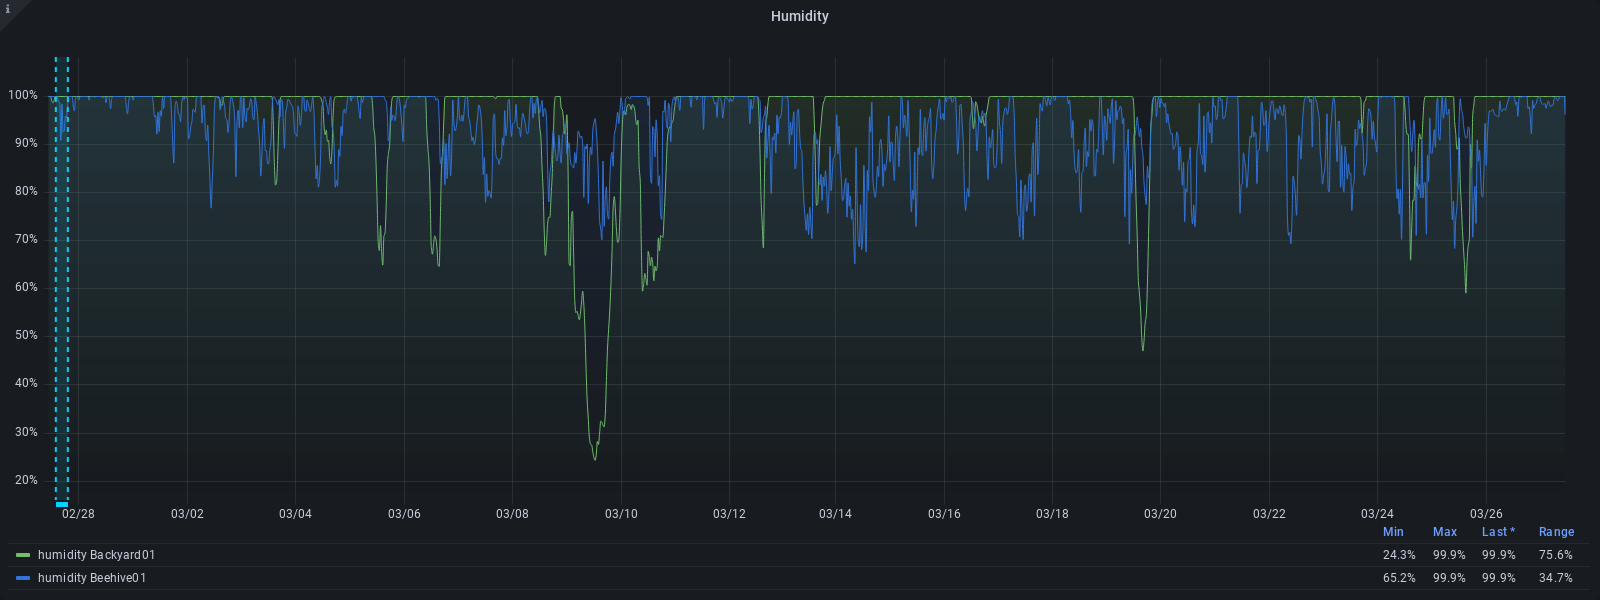 i
Humidity
100%
90%
80%
70%
60%
50%
40%
30%
20%
02/28 03/02 03/04 03/06 03/08 03/10 03/12 03/14 03/16 03/18 03/20 03/22 03/24 03/26
Min Max Last * Range
humidity Backyard01 24.3% 99.9% 99.9% 75.6%
humidity Beehive01 65.2% 99.9% 99.9% 34.7%